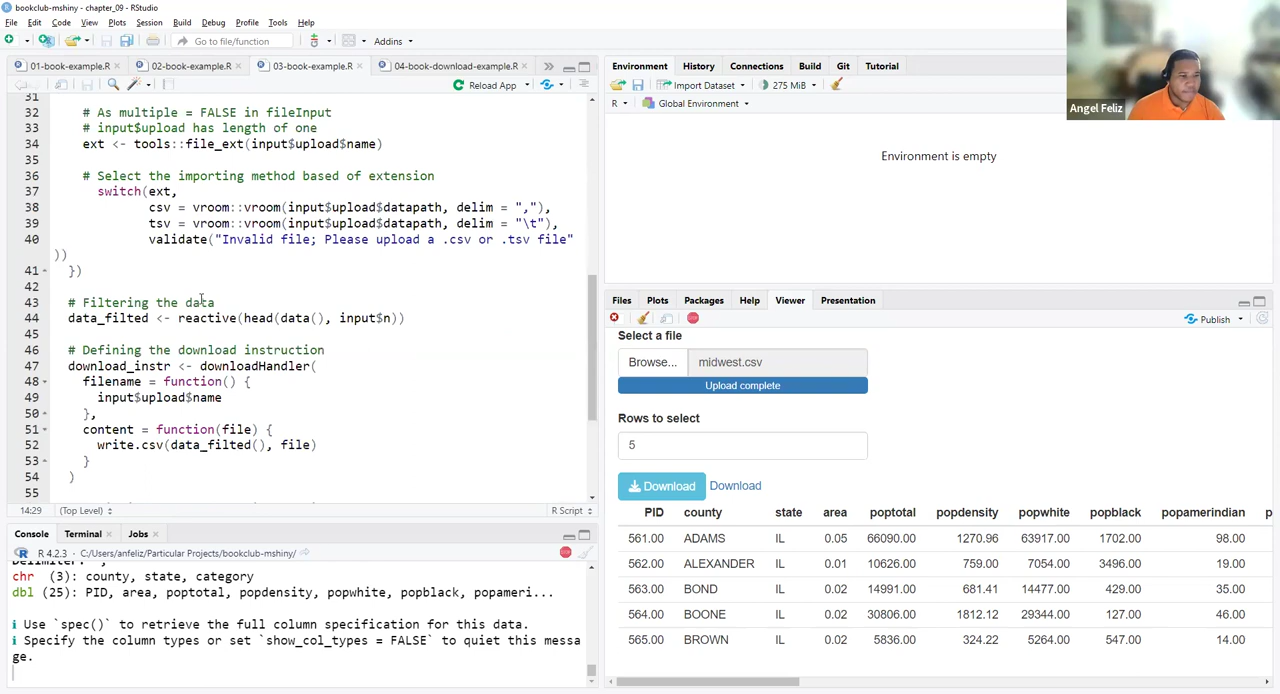 bookclub-mshiny - chapter_09 - RStudio
File Edit Code View Plots Session Build Debug Profile Tools Help
Go to file/function Addins
01-book-example.R 02-book-example.R 03-book-example.R 04-book-download-example.R
Reload App
31
32 # As multiple = FALSE in fileInput
33 # input$upload has length of one
34 ext <- tools::file_ext(input$upload$name)
35
36 # Select the importing method based of extension
37 switch(ext,
38 csv = vroom::vroom(input$upload$datapath, delim = ","),
39 tsv = vroom::vroom(input$upload$datapath, delim = "\t"),
40 validate("Invalid file; Please upload a .csv or .tsv file"
))
41 })
42
43 # Filtering the data
44 data_filted <- reactive(head(data(), input$n))
45
46 # Defining the download instruction
47 download_instr <- downloadHandler(
48 filename = function() {
49 input$upload$name
50 },
51 content = function(file) {
52 write.csv(data_filted(), file)
53 }
54 )
55
14:29 (Top Level) R Script
Console Terminal Jobs
R 4.2.3 · C:/Users/anfeliz/Particular Projects/bookclub-mshiny/
Delimiter: ","
chr (3): county, state, category
dbl (25): PID, area, poptotal, popdensity, popwhite, popblack, popameri...
i Use `spec()` to retrieve the full column specification for this data.
i Specify the column types or set `show_col_types = FALSE` to quiet this messa
ge.
Environment History Connections Build Git Tutorial
Import Dataset 275 MiB
R Global Environment
Environment is empty
Angel Feliz
Files Plots Packages Help Viewer Presentation
Publish
Select a file
Browse... midwest.csv
Upload complete
Rows to select
5
Download Download
PID county state area poptotal popdensity popwhite popblack popamerindian p
561.00 ADAMS IL 0.05 66090.00 1270.96 63917.00 1702.00 98.00
562.00 ALEXANDER IL 0.01 10626.00 759.00 7054.00 3496.00 19.00
563.00 BOND IL 0.02 14991.00 681.41 14477.00 429.00 35.00
564.00 BOONE IL 0.02 30806.00 1812.12 29344.00 127.00 46.00
565.00 BROWN IL 0.02 5836.00 324.22 5264.00 547.00 14.00